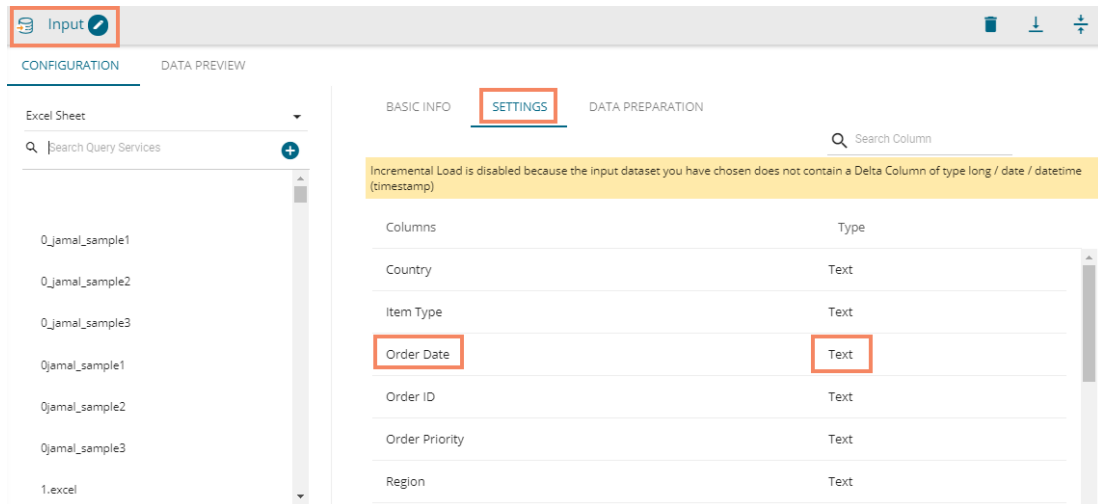 Input
CONFIGURATION DATA PREVIEW
Excel Sheet
Search Query Services
0_jamal_sample1
0_jamal_sample2
0_jamal_sample3
0jamal_sample1
0jamal_sample2
0jamal_sample3
1.excel
BASIC INFO SETTINGS DATA PREPARATION
Search Column
Incremental Load is disabled because the input dataset you have chosen does not contain a Delta Column of type long / date / datetime
(timestamp)
Columns Type
Country Text
Item Type Text
Order Date Text
Order ID Text
Order Priority Text
Region Text